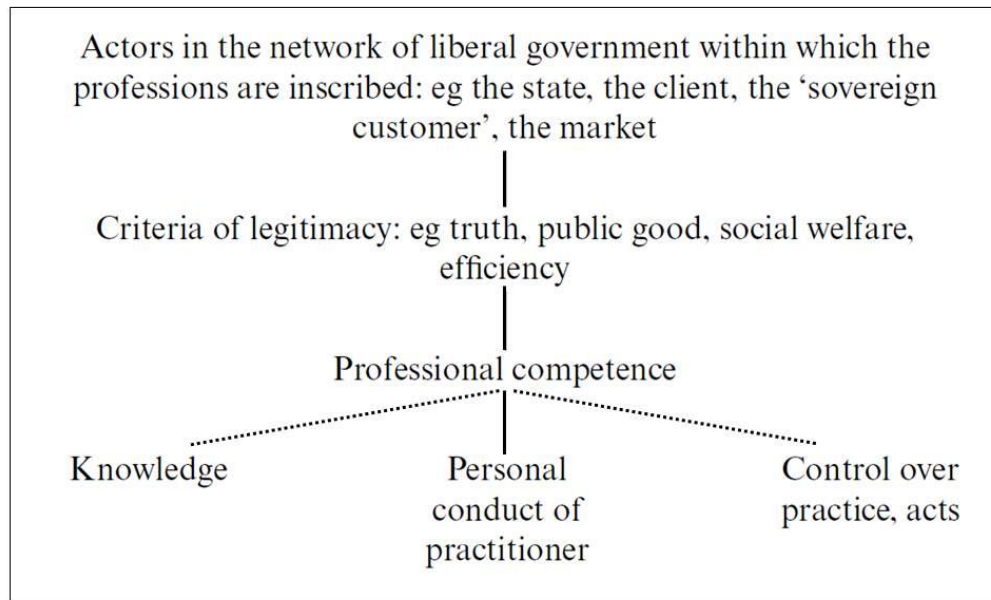 Actors in the network of liberal government within which the
professions are inscribed: eg the state, the client, the ‘sovereign
customer’, the market
Criteria of legitimacy: eg truth, public good, social welfare,
efficiency
Professional competence
Knowledge
Personal
conduct of
practitioner
Control over
practice, acts